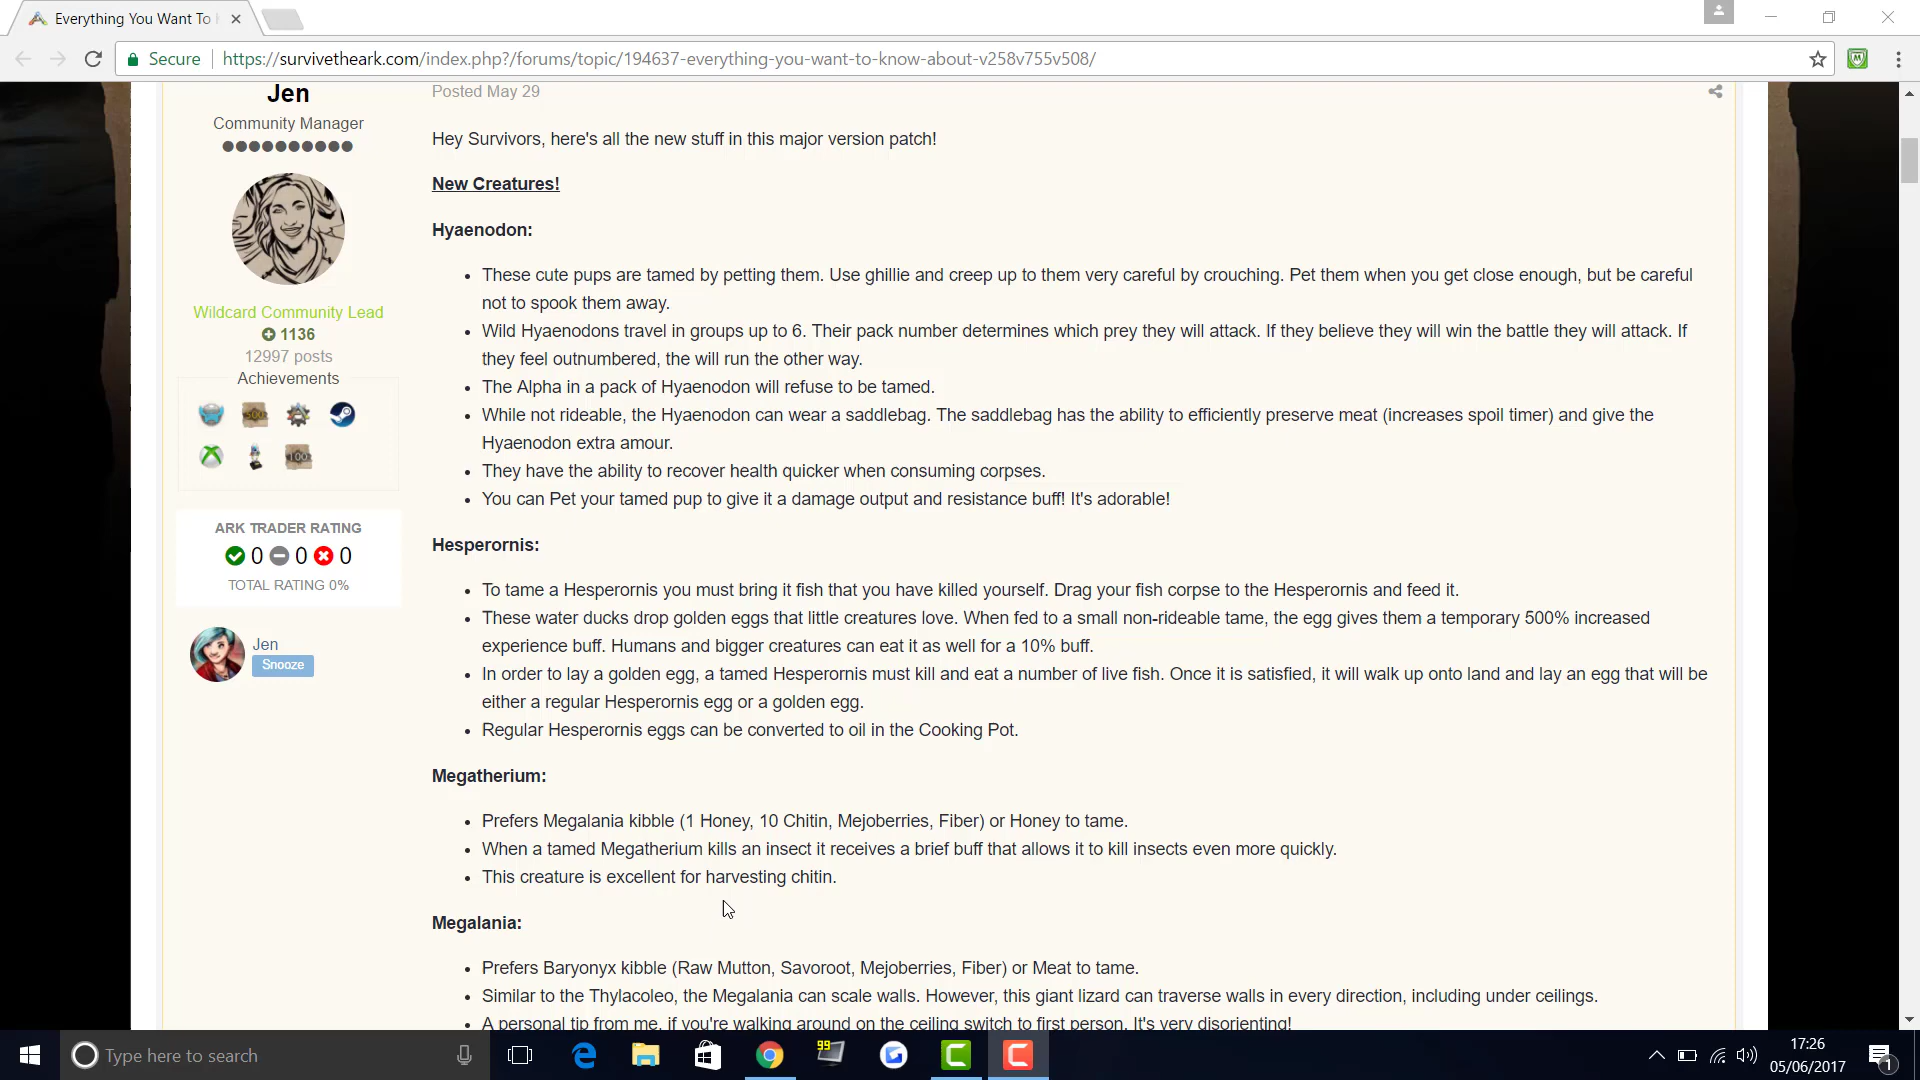 Everything You Want To
Secure https://survivetheark.com/index.php?/forums/topic/194637-everything-you-want-to-know-about-v258v755v508/
Jen
Community Manager
Wildcard Community Lead
1136
12997 posts
Achievements
500
100
ARK TRADER RATING
0 0 0
TOTAL RATING 0%
Jen
Snooze
Posted May 29
Hey Survivors, here's all the new stuff in this major version patch!
New Creatures!
Hyaenodon:
• These cute pups are tamed by petting them. Use ghillie and creep up to them very careful by crouching. Pet them when you get close enough, but be careful
not to spook them away.
• Wild Hyaenodons travel in groups up to 6. Their pack number determines which prey they will attack. If they believe they will win the battle they will attack. If
they feel outnumbered, the will run the other way.
• The Alpha in a pack of Hyaenodon will refuse to be tamed.
• While not rideable, the Hyaenodon can wear a saddlebag. The saddlebag has the ability to efficiently preserve meat (increases spoil timer) and give the
Hyaenodon extra amour.
• They have the ability to recover health quicker when consuming corpses.
• You can Pet your tamed pup to give it a damage output and resistance buff! It's adorable!
Hesperornis:
• To tame a Hesperornis you must bring it fish that you have killed yourself. Drag your fish corpse to the Hesperornis and feed it.
• These water ducks drop golden eggs that little creatures love. When fed to a small non-rideable tame, the egg gives them a temporary 500% increased
experience buff. Humans and bigger creatures can eat it as well for a 10% buff.
• In order to lay a golden egg, a tamed Hesperornis must kill and eat a number of live fish. Once it is satisfied, it will walk up onto land and lay an egg that will be
either a regular Hesperornis egg or a golden egg.
• Regular Hesperornis eggs can be converted to oil in the Cooking Pot.
Megatherium:
• Prefers Megalania kibble (1 Honey, 10 Chitin, Mejoberries, Fiber) or Honey to tame.
• When a tamed Megatherium kills an insect it receives a brief buff that allows it to kill insects even more quickly.
• This creature is excellent for harvesting chitin.
Megalania:
• Prefers Baryonyx kibble (Raw Mutton, Savoroot, Mejoberries, Fiber) or Meat to tame.
• Similar to the Thylacoleo, the Megalania can scale walls. However, this giant lizard can traverse walls in every direction, including under ceilings.
• A personal tip from me, if you're walking around on the ceiling switch to first person. It's very disorienting!
Type here to search
99
17:26
05/06/2017
1